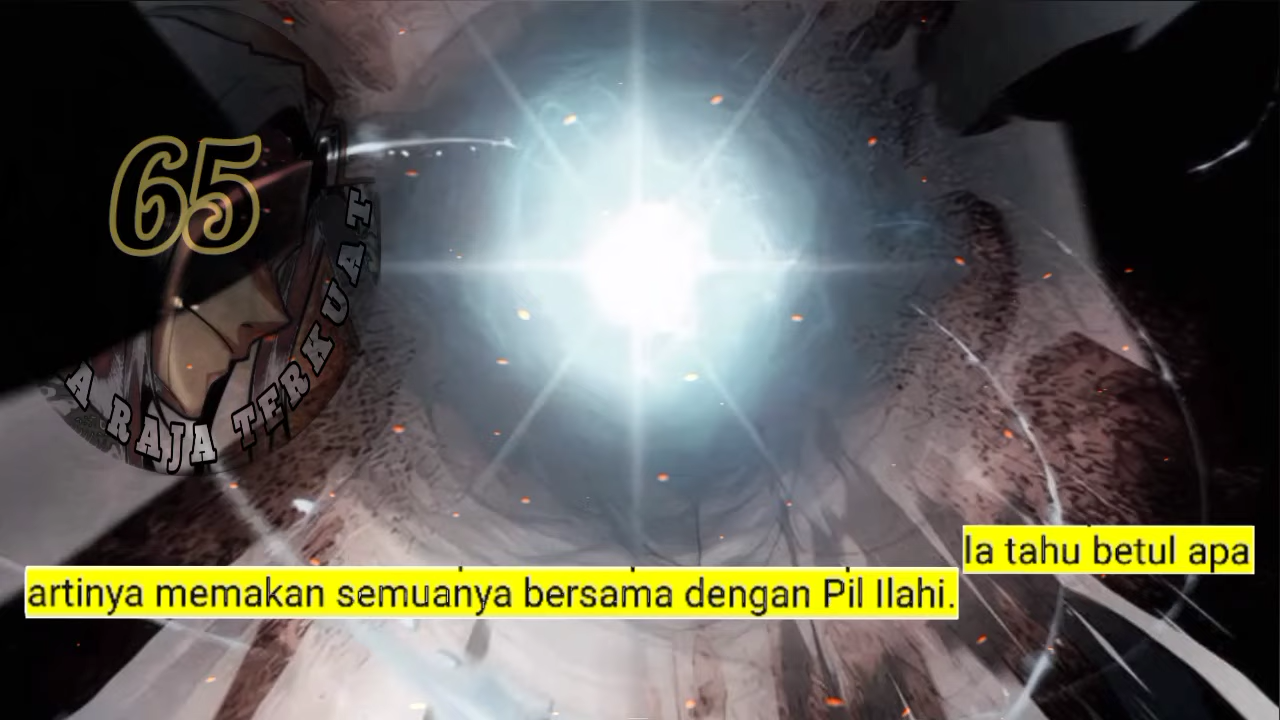 65
A RAJA TERKUAT
Ia tahu betul apa
artinya memakan semuanya bersama dengan Pil Ilahi.